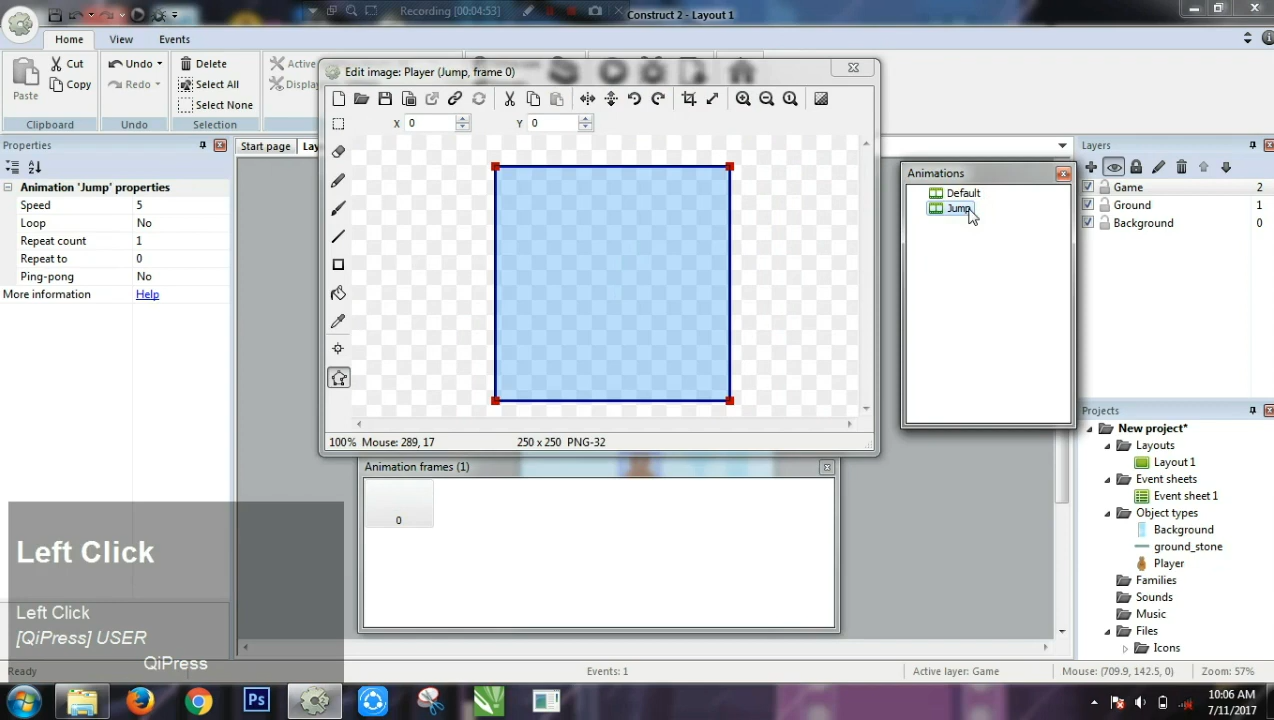 Recording [00:04:53]
Construct 2 - Layout 1
Home View Events
Paste
Cut
Copy
Clipboard
Undo
Redo
Undo
Delete
Select All
Select None
Selection
Active
Display
Properties
Animation 'Jump' properties
Speed 5
Loop No
Repeat count 1
Repeat to 0
Ping-pong No
More information Help
Start page
Lay
Edit image: Player (Jump, frame 0)
X 0 Y 0
100% Mouse: 289, 17 250 x 250 PNG-32
Animation frames (1)
0
Animations
Default
Jump
Layers
Game 2
Ground 1
Background 0
Projects
New project*
Layouts
Layout 1
Event sheets
Event sheet 1
Object types
Background
ground_stone
Player
Families
Sounds
Music
Files
Icons
Left Click
Left Click
[QiPress] USER
QiPress
Ready Events: 1 Active layer: Game Mouse: (709.9, 142.5, 0) Zoom: 57%
Ps
10:06 AM
7/11/2017